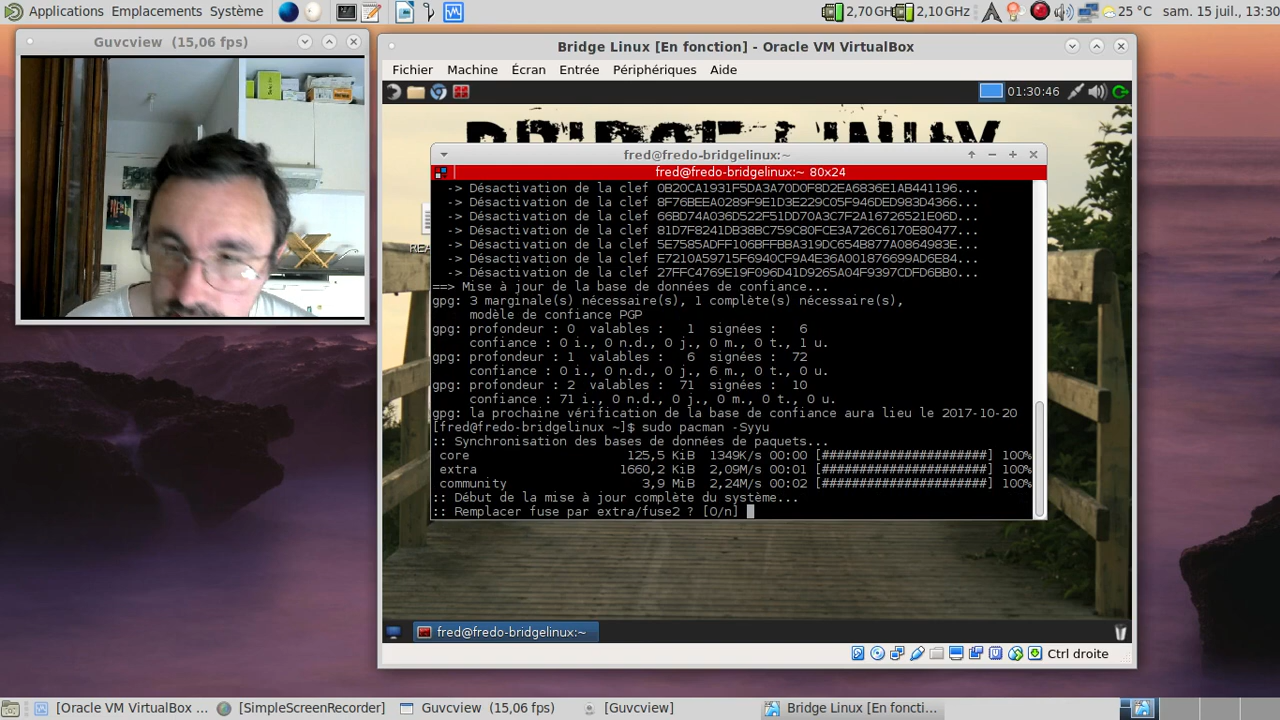 Applications Emplacements Système
2,70 GH 2,10 GHz 25 °C sam. 15 juil., 13:30
Guvcview (15,06 fps)
Bridge Linux [En fonction] - Oracle VM VirtualBox
Fichier Machine Écran Entrée Périphériques Aide
01:30:46
BRIDGE LINUX
fred@fredo-bridgelinux:~
fred@fredo-bridgelinux:~ 80x24
-> Désactivation de la clef 0B20CA1931F5DA3A70D0F8D2EA6836E1AB441196...
-> Désactivation de la clef 8F76BEEA0289F9E1D3E229C05F946DED983D4366...
-> Désactivation de la clef 66BD74A036D522F51DD70A3C7F2A16726521E06D...
-> Désactivation de la clef 81D7F8241DB38BC759C80FCE3A726C6170E80477...
-> Désactivation de la clef 5E7585ADFF106BFFBBA319DC654B877A0864983E...
-> Désactivation de la clef E7210A59715F6940CF9A4E36A001876699AD6E84...
-> Désactivation de la clef 27FFC4769E19F096D41D9265A04F9397CDFD6BB0...
==> Mise à jour de la base de données de confiance...
gpg: 3 marginale(s) nécessaire(s), 1 complète(s) nécessaire(s),
modèle de confiance PGP
gpg: profondeur : 0 valables : 1 signées : 6
confiance : 0 i., 0 n.d., 0 j., 0 m., 0 t., 1 u.
gpg: profondeur : 1 valables : 6 signées : 72
confiance : 0 i., 0 n.d., 0 j., 6 m., 0 t., 0 u.
gpg: profondeur : 2 valables : 71 signées : 10
confiance : 71 i., 0 n.d., 0 j., 0 m., 0 t., 0 u.
gpg: la prochaine vérification de la base de confiance aura lieu le 2017-10-20
[fred@fredo-bridgelinux ~]$ sudo pacman -Syyu
:: Synchronisation des bases de données de paquets...
core 125,5 KiB 1349K/s 00:00 [######################] 100%
extra 1660,2 KiB 2,09M/s 00:01 [######################] 100%
community 3,9 MiB 2,24M/s 00:02 [######################] 100%
:: Début de la mise à jour complète du système...
:: Remplacer fuse par extra/fuse2 ? [O/n]
REA
fred@fredo-bridgelinux:~
Ctrl droite
[Oracle VM VirtualBox ... [SimpleScreenRecorder] Guvcview (15,06 fps) [Guvcview] Bridge Linux [En foncti...